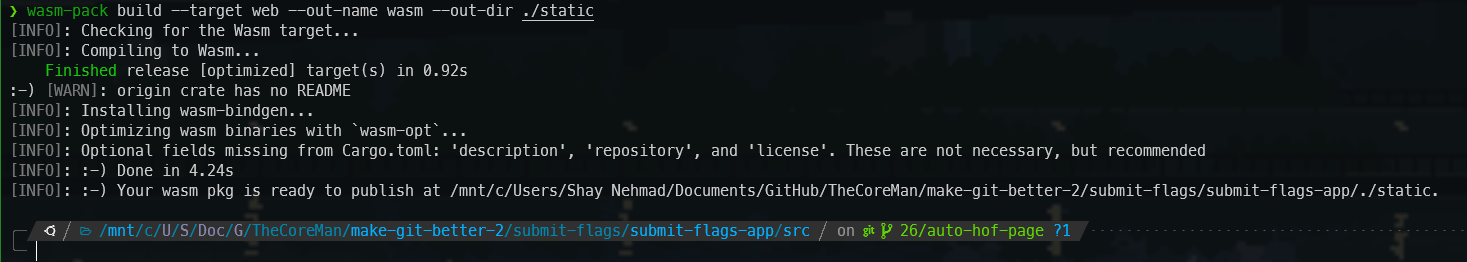 ❯ wasm-pack build --target web --out-name wasm --out-dir ./static
[INFO]: Checking for the Wasm target...
[INFO]: Compiling to Wasm...
    Finished release [optimized] target(s) in 0.92s
:-) [WARN]: origin crate has no README
[INFO]: Installing wasm-bindgen...
[INFO]: Optimizing wasm binaries with `wasm-opt`...
[INFO]: Optional fields missing from Cargo.toml: 'description', 'repository', and 'license'. These are not necessary, but recommended
[INFO]: :-) Done in 4.24s
[INFO]: :-) Your wasm pkg is ready to publish at /mnt/c/Users/Shay Nehmad/Documents/GitHub/TheCoreMan/make-git-better-2/submit-flags/submit-flags-app/./static.
/mnt/c/U/S/Doc/G/TheCoreMan/make-git-better-2/submit-flags/submit-flags-app/src / on git 26/auto-hof-page ?1